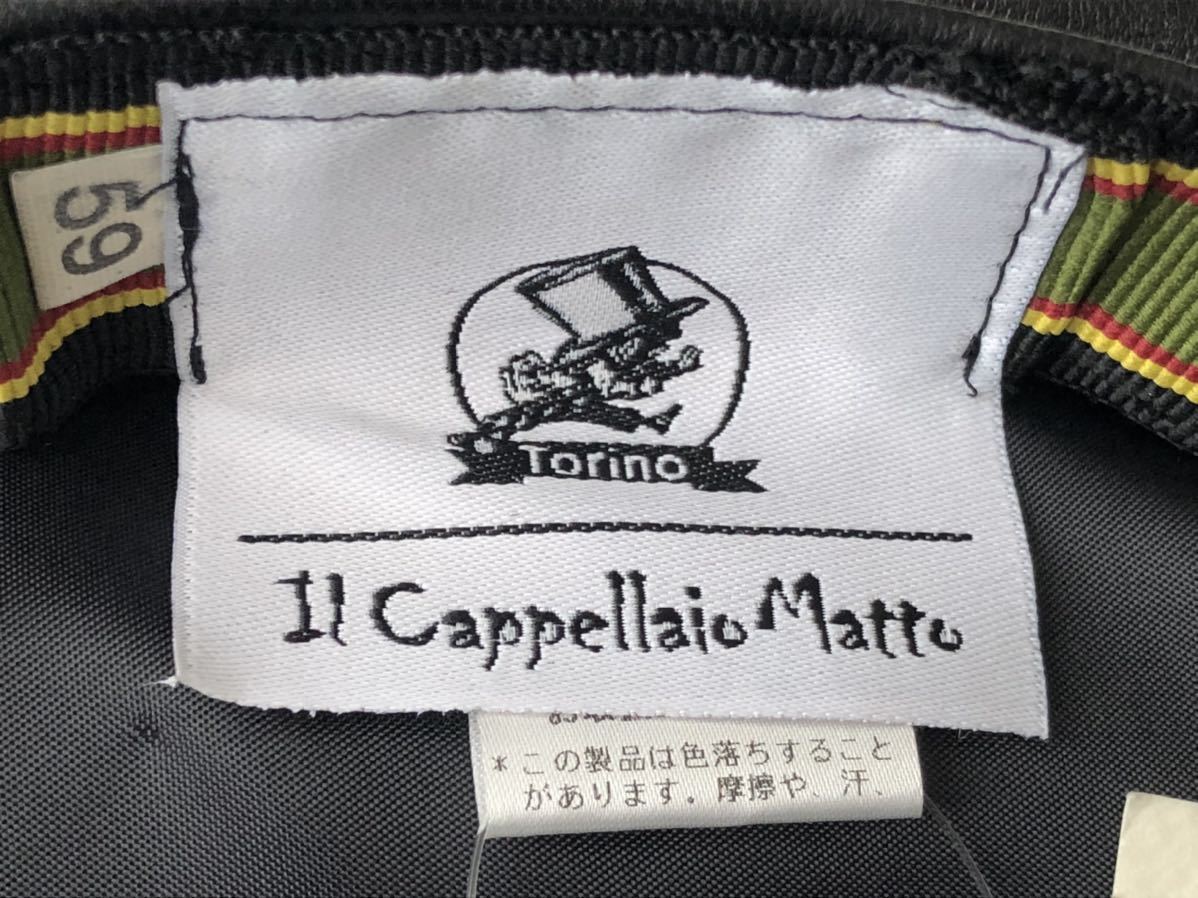 59
Torino
Il Cappellaio Matto
*この製品は色落ちすること
があります。摩擦や、汗、